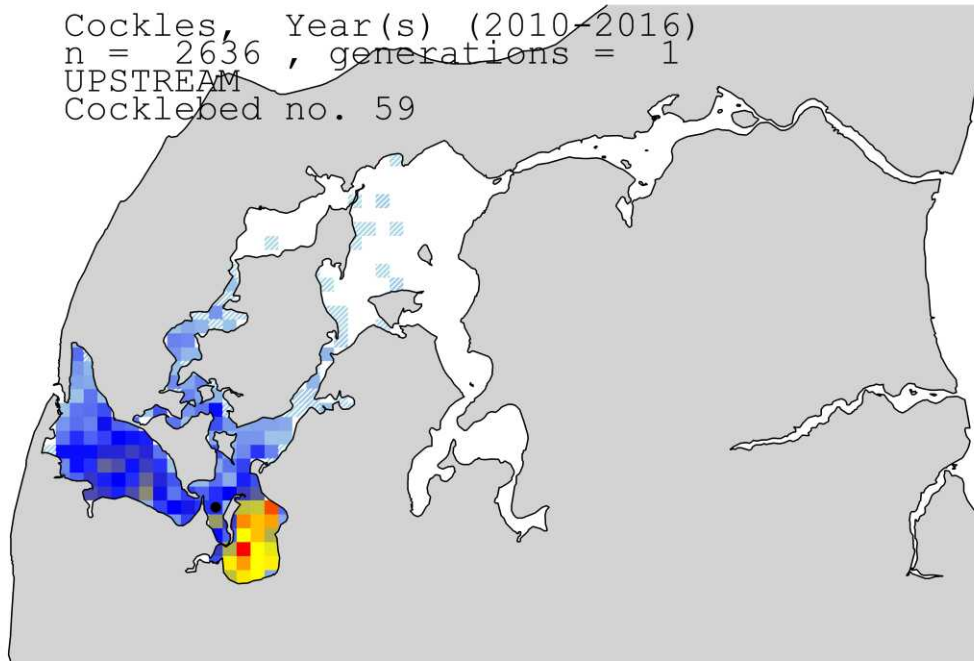 Cockles, Year(s) (2010-2016)
n = 2636 , generations = 1
UPSTREAM
Cocklebed no. 59